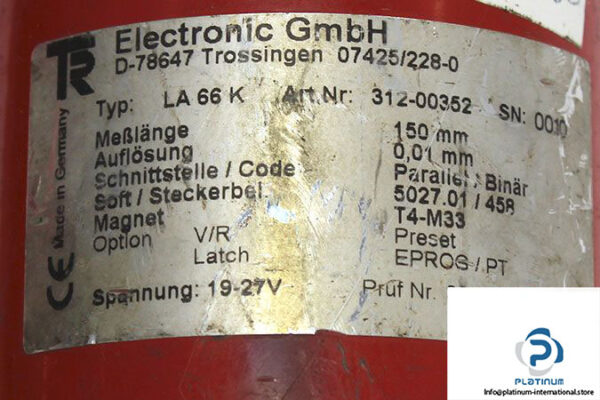 TR Electronic GmbH
D-78647 Trossingen 07425/228-0
Typ: LA 66 K Art.Nr: 312-00352 SN: 0010
Meßlänge 150 mm
Auflösung 0,01 mm
Schnittstelle / Code Parallel / Binär
Soft / Steckerbel. 5027.01 / 458
Magnet T4-M33
Option V/R Preset
Latch EPROG / PT
Spannung: 19-27V Prüf Nr.
CE Made in Germany
PLATINUM
Info@platinum-international.store